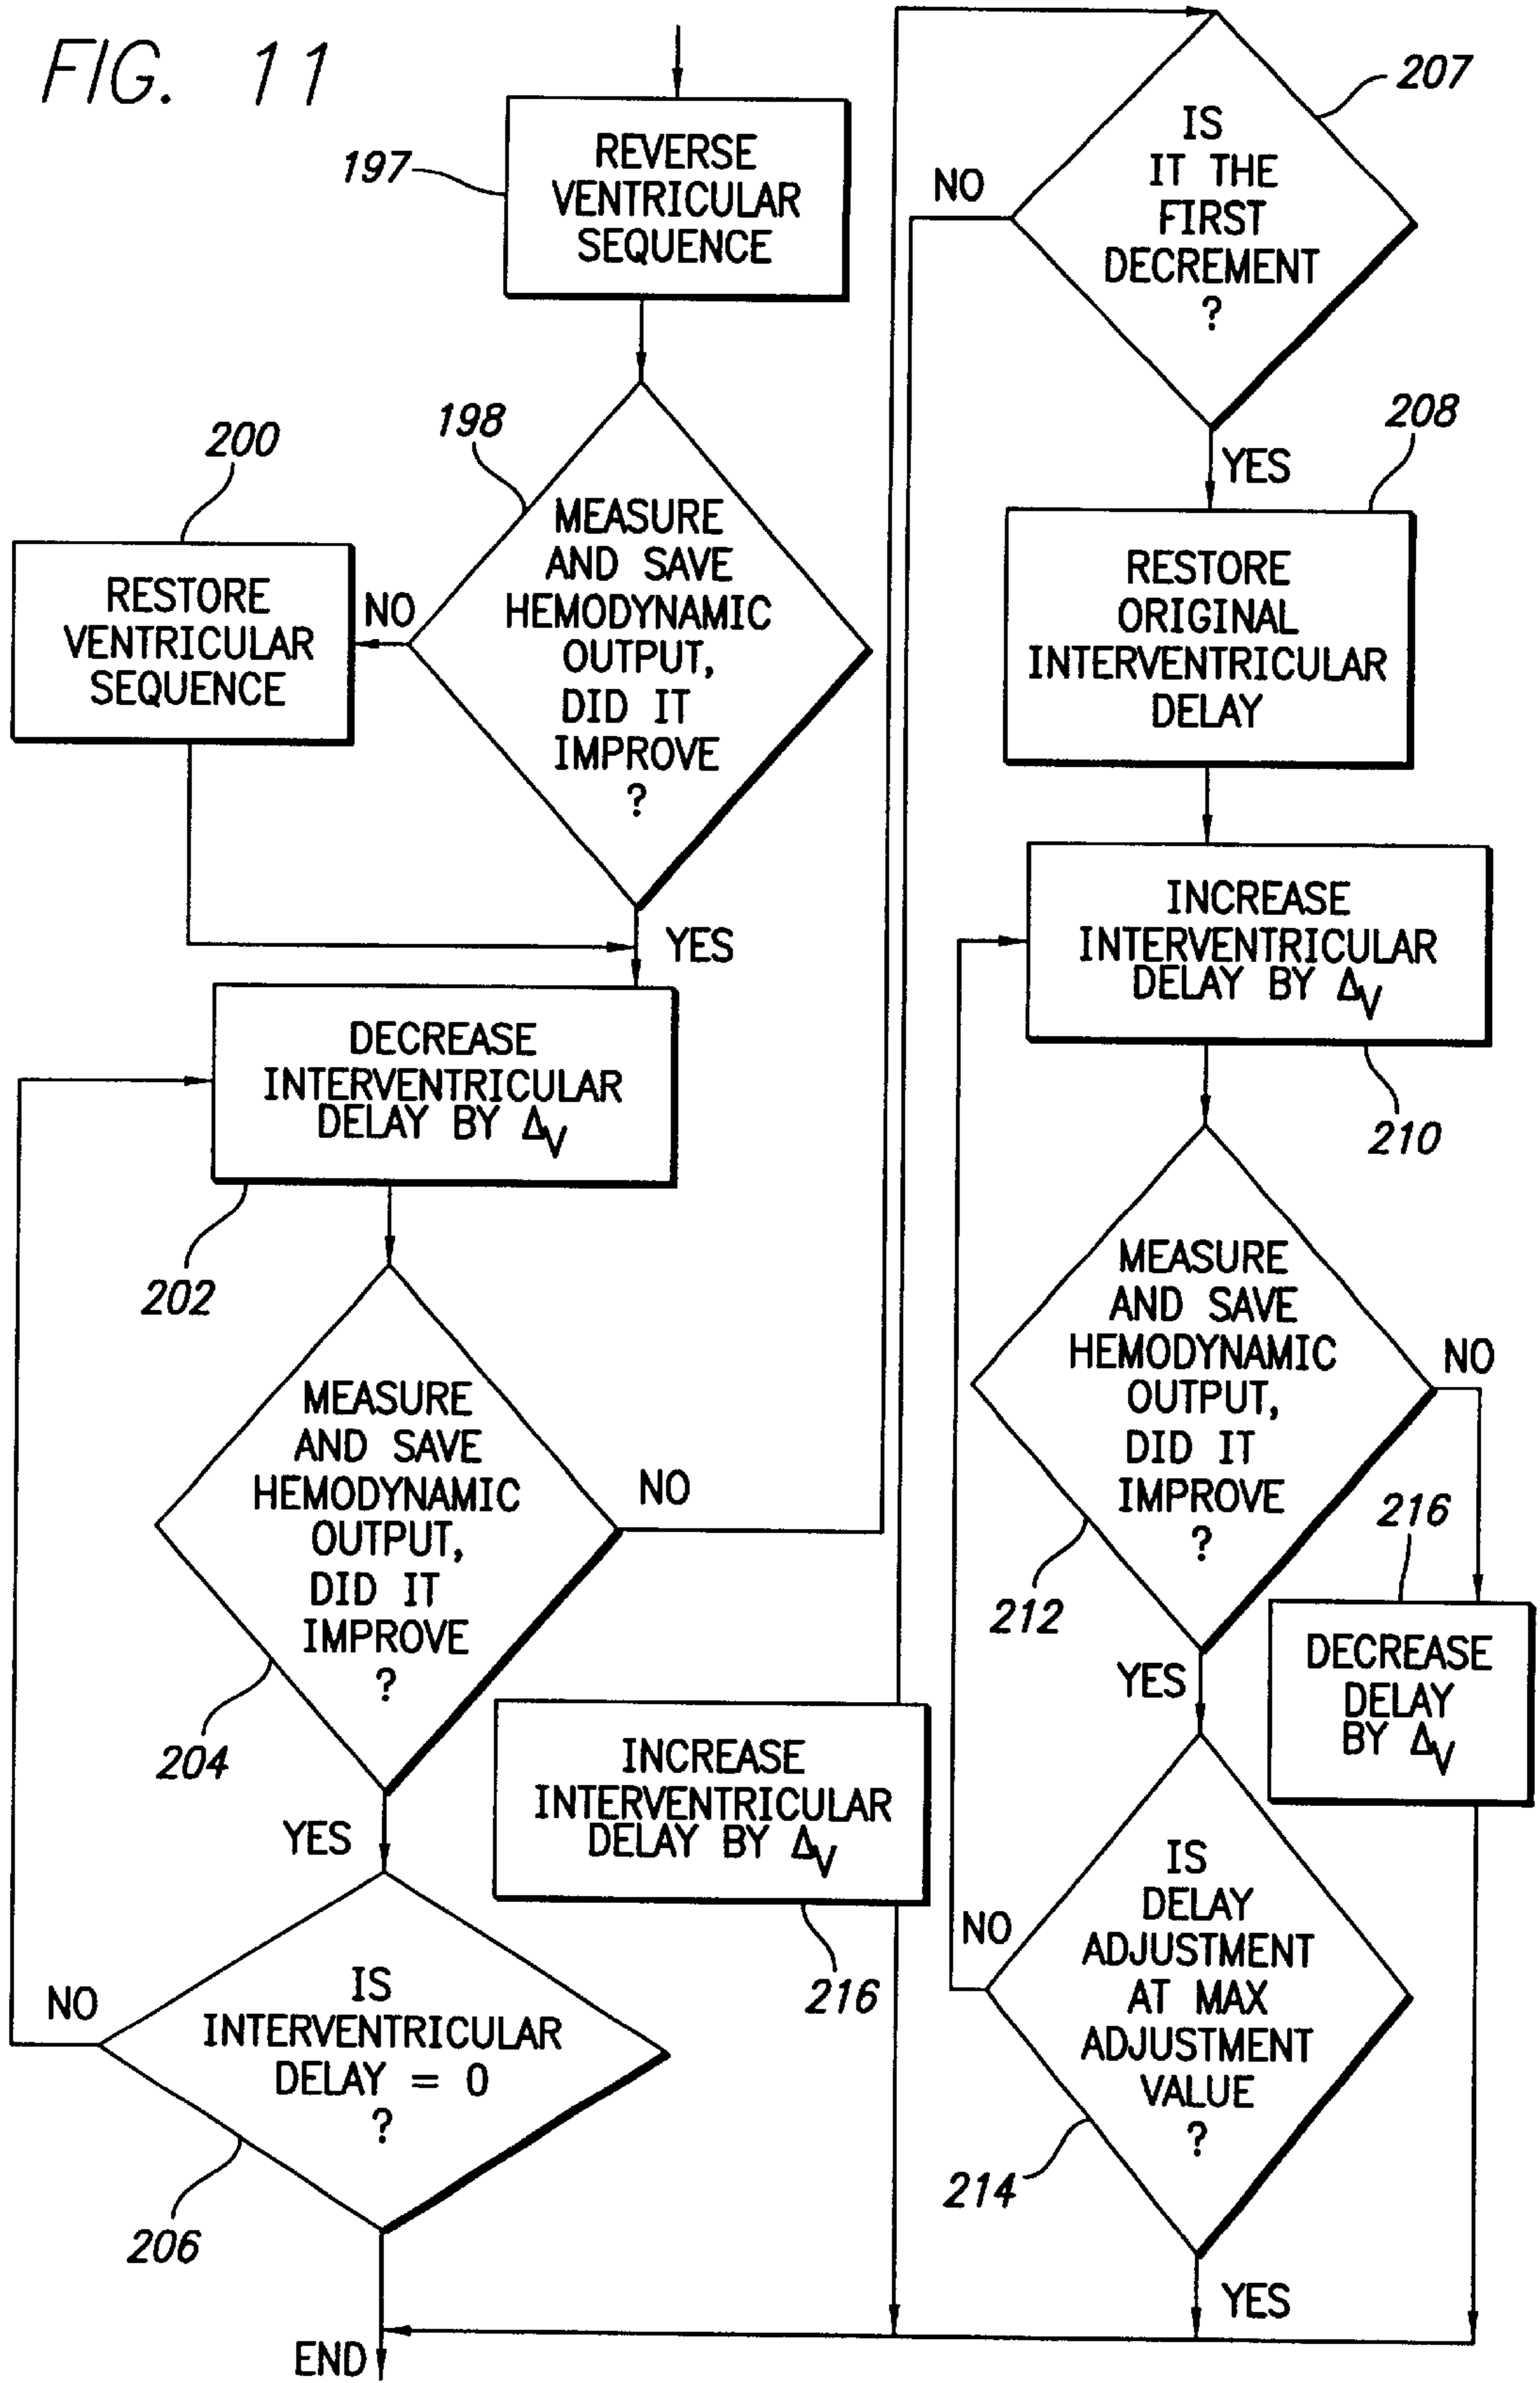 FIG. 11
197
REVERSE
VENTRICULAR
SEQUENCE
198
MEASURE
AND SAVE
HEMODYNAMIC
OUTPUT,
DID IT
IMPROVE
?
NO
200
RESTORE
VENTRICULAR
SEQUENCE
YES
DECREASE
INTERVENTRICULAR
DELAY BY ΔV
202
MEASURE
AND SAVE
HEMODYNAMIC
OUTPUT,
DID IT
IMPROVE
?
NO
204
YES
INCREASE
INTERVENTRICULAR
DELAY BY ΔV
216
IS
INTERVENTRICULAR
DELAY = 0
?
NO
206
END
207
IS
IT THE
FIRST
DECREMENT
?
NO
YES
208
RESTORE
ORIGINAL
INTERVENTRICULAR
DELAY
INCREASE
INTERVENTRICULAR
DELAY BY ΔV
210
MEASURE
AND SAVE
HEMODYNAMIC
OUTPUT,
DID IT
IMPROVE
?
NO
212
216
DECREASE
DELAY
BY ΔV
YES
IS
DELAY
ADJUSTMENT
AT MAX
ADJUSTMENT
VALUE
?
NO
214
YES